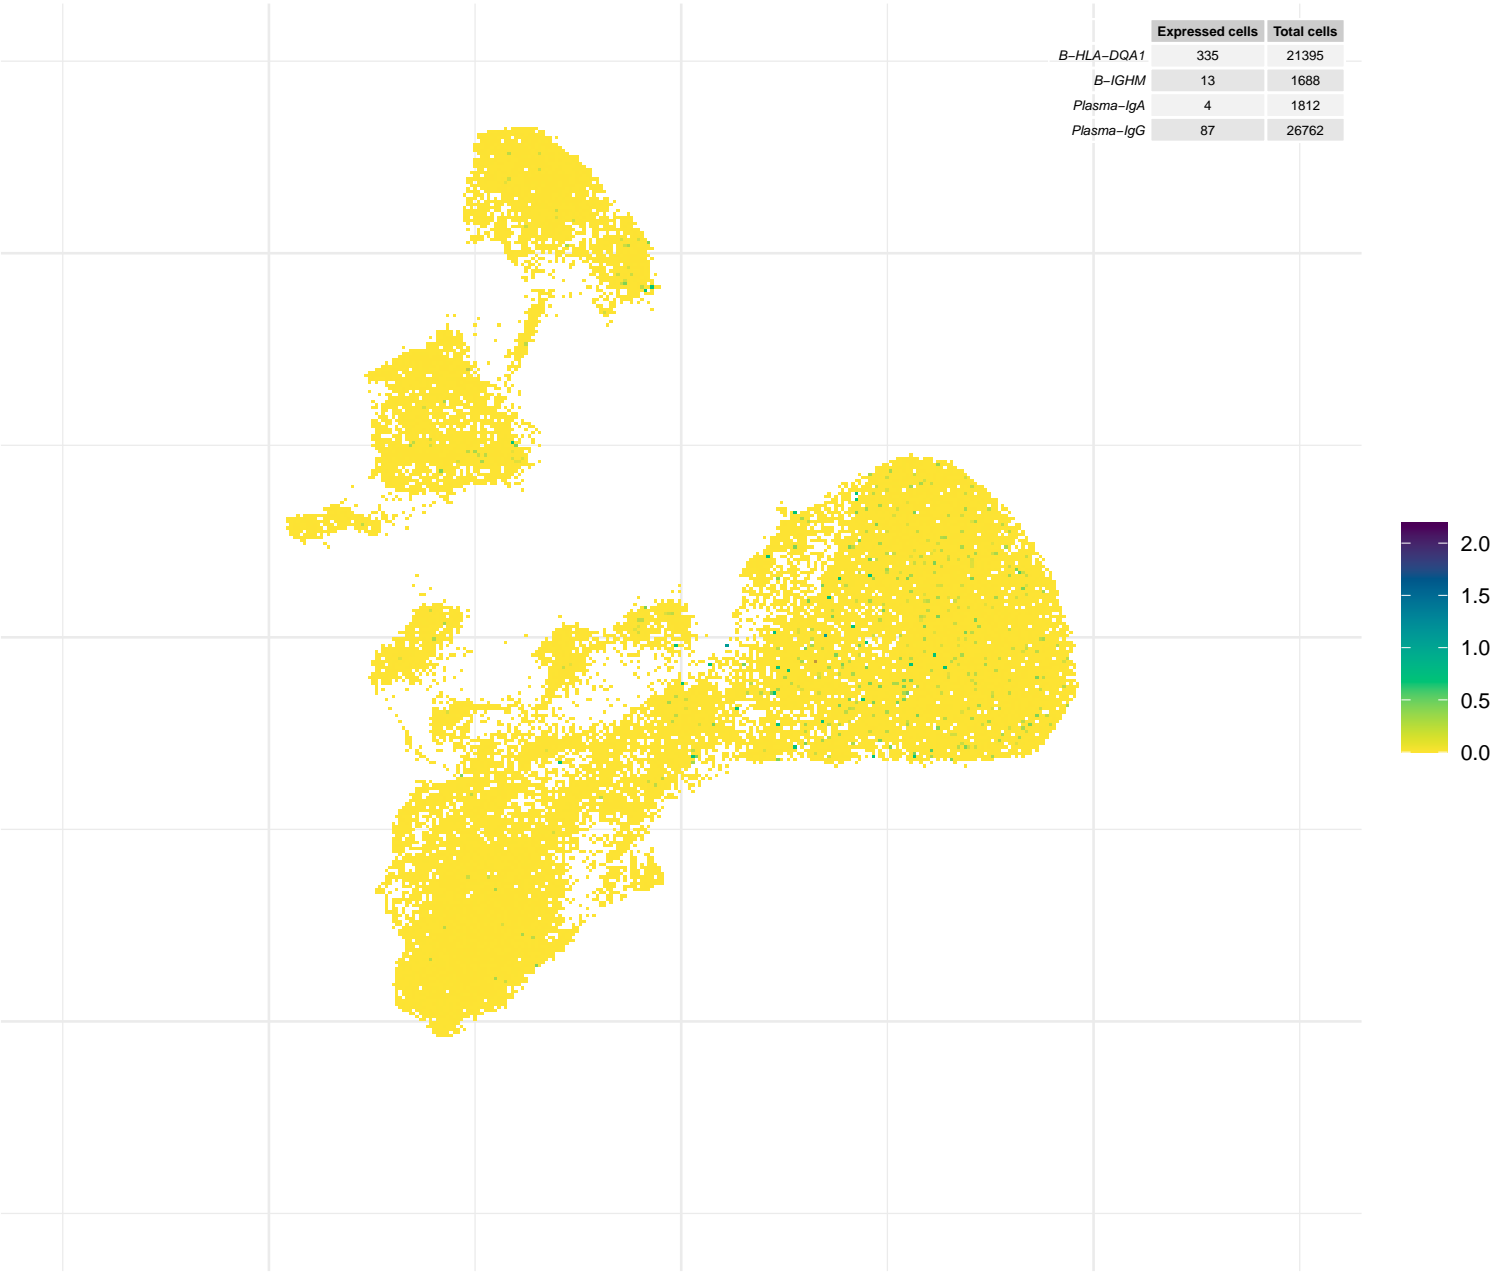 Expressed cells Total cells
B–HLA–DQA1 335 21395
B–IGHM 13 1688
Plasma–IgA 4 1812
Plasma–IgG 87 26762
2.0
1.5
1.0
0.5
0.0